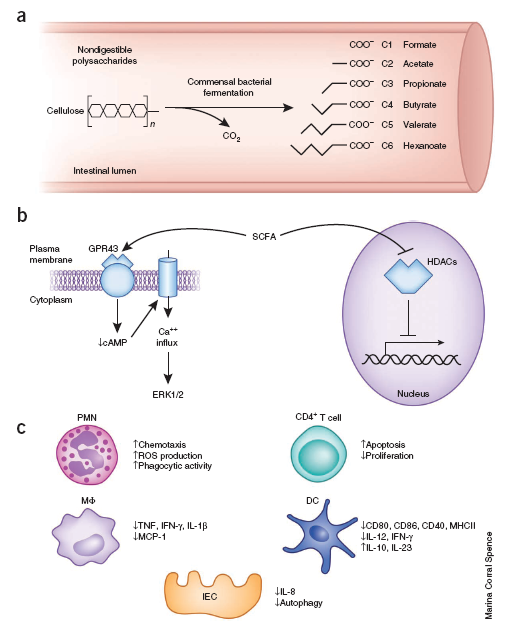 a
Nondigestible
polysaccharides
Cellulose
n
Commensal bacterial
fermentation
CO₂
COO⁻ C1 Formate
COO⁻ C2 Acetate
COO⁻ C3 Propionate
COO⁻ C4 Butyrate
COO⁻ C5 Valerate
COO⁻ C6 Hexanoate
Intestinal lumen
b
SCFA
Plasma
membrane
GPR43
Cytoplasm
↓cAMP
Ca⁺⁺
influx
ERK1/2
HDACs
Nucleus
c
PMN
↑Chemotaxis
↑ROS production
↑Phagocytic activity
CD4⁺ T cell
↑Apoptosis
↓Proliferation
MΦ
↓TNF, IFN-γ, IL-1β
↓MCP-1
DC
↓CD80, CD86, CD40, MHCII
↓IL-12, IFN-γ
↑IL-10, IL-23
IEC
↓IL-8
↓Autophagy
Marina Corral Spence